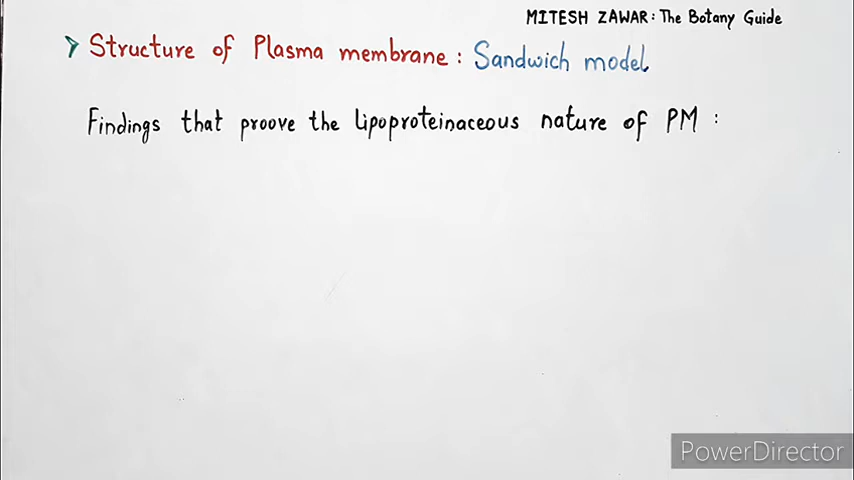 MITESH ZAWAR: The Botany Guide
Structure of Plasma membrane: Sandwich model
Findings that proove the lipoproteinaceous nature of PM:
PowerDirector